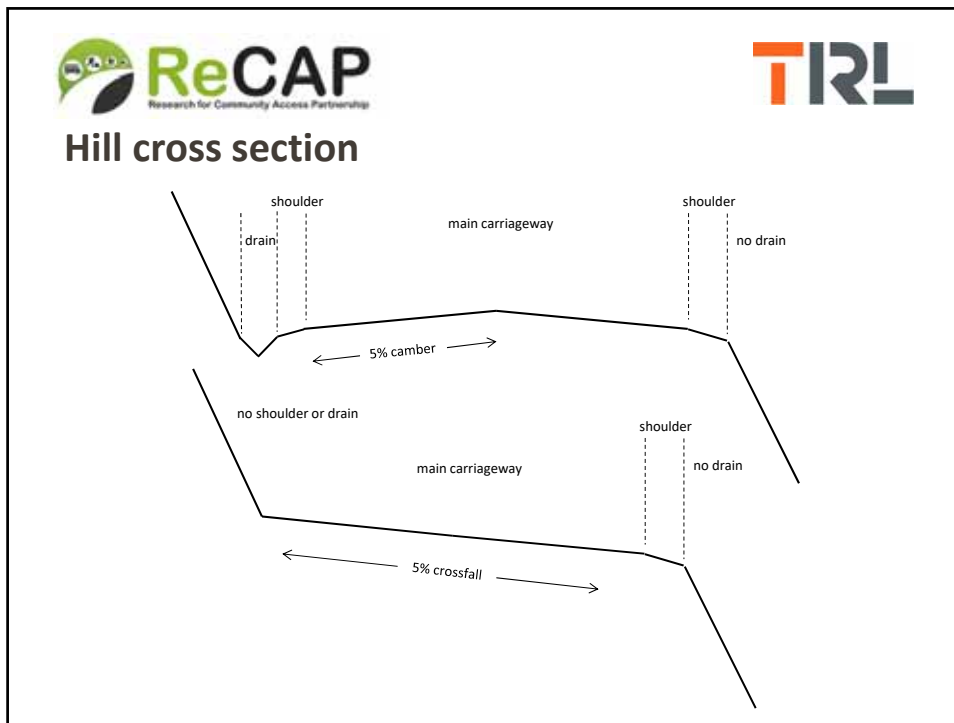 ReCAP
Research for Community Access Partnership
TRL
Hill cross section
shoulder
shoulder
main carriageway
drain
no drain
5% camber
no shoulder or drain
shoulder
main carriageway
no drain
5% crossfall